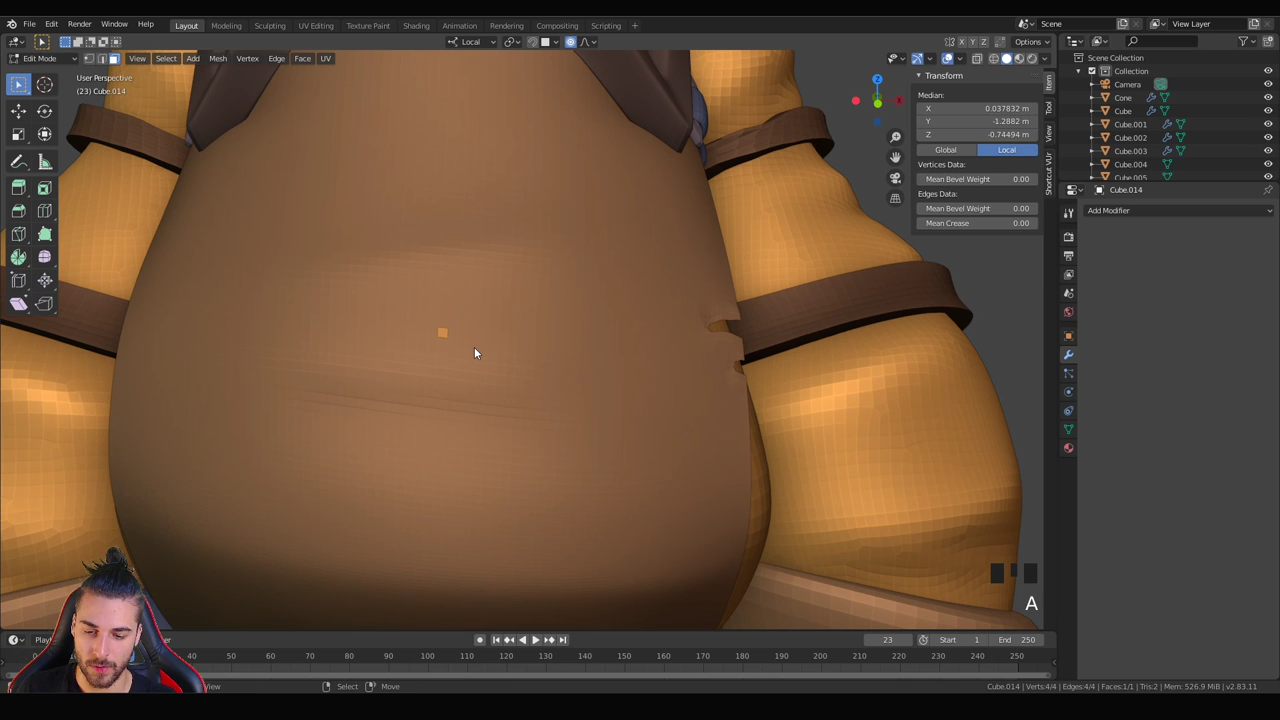 File Edit Render Window Help Layout Modeling Sculpting UV Editing Texture Paint Shading Animation Rendering Compositing Scripting + Scene View Layer
Local X Y Z Options
Edit Mode View Select Add Mesh Vertex Edge Face UV
User Perspective
(23) Cube.014
Z
Transform
Median:
X 0.037832 m
Y -1.2882 m
Z -0.74494 m
Global Local
Vertices Data:
Mean Bevel Weight 0.00
Edges Data:
Mean Bevel Weight 0.00
Mean Crease 0.00
Item
Tool
View
Shortcut VUr
Scene Collection
Collection
Camera
Cone
Cube
Cube.001
Cube.002
Cube.003
Cube.004
Cube.005
Cube.014
Add Modifier
A
23 Start 1 End 250
50 60 70 80 90 100 110 120 130 140 150 160 170 180 190 200 210 220 230 240 250
View Select Move Cube.014 | Verts:4/4 | Edges:4/4 | Faces:1/1 | Tris:2 | Mem: 526.9 MiB | v2.83.11